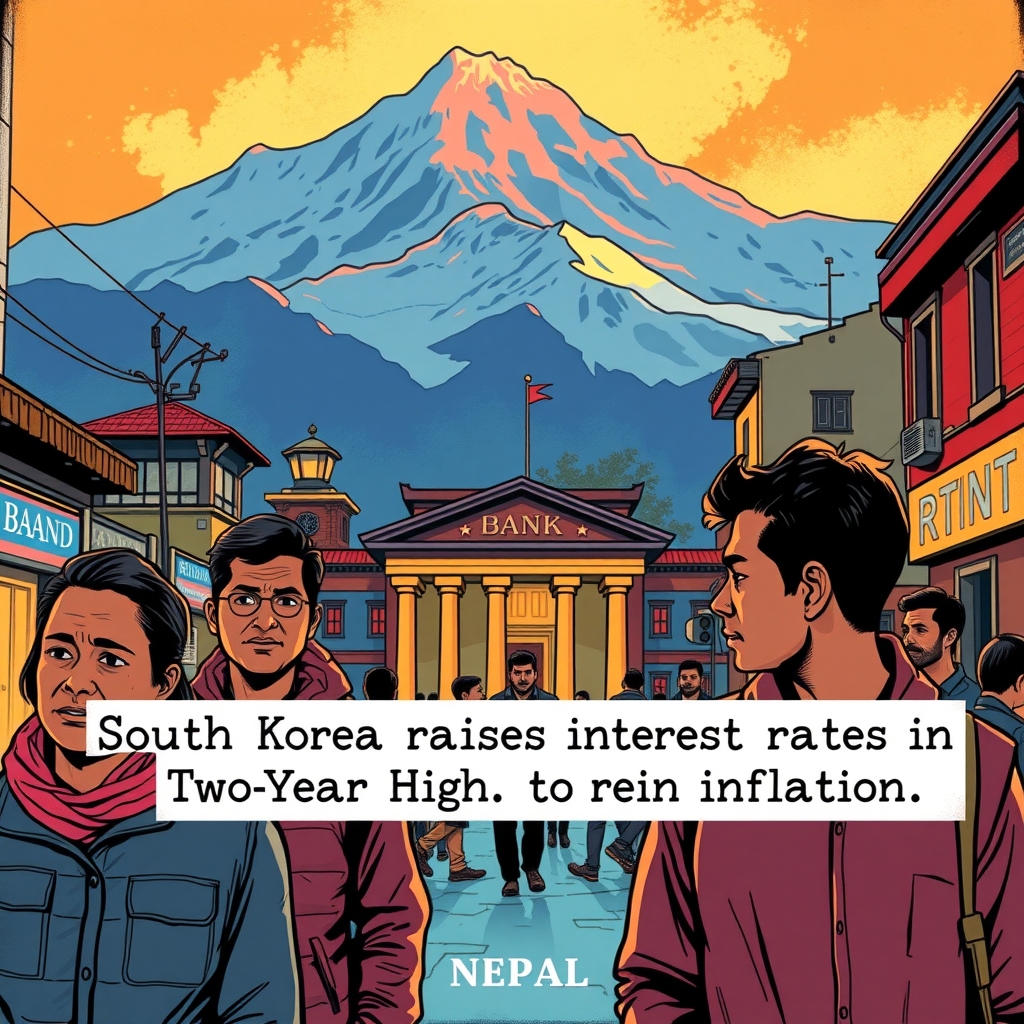 BANK
BAAND
RTINT
South Korea raises interest rates in
Two-Year High. to rein inflation.
NEPAL